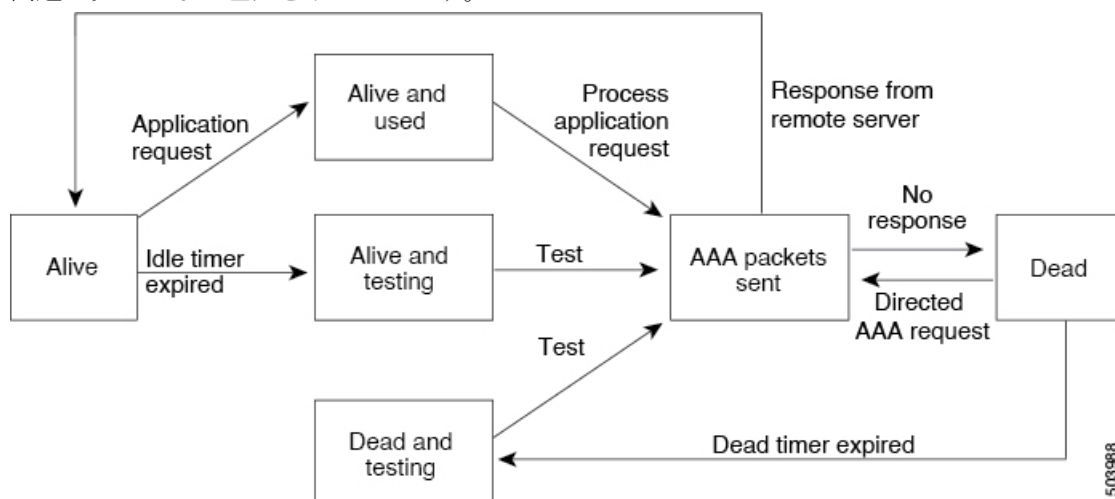 Alive and
used
Application
request
Process
application
request
Response from
remote server
No
response
Alive
Idle timer
expired
Alive and
testing
Test
AAA packets
sent
Dead
Directed
AAA request
Test
Dead and
testing
Dead timer expired
503988